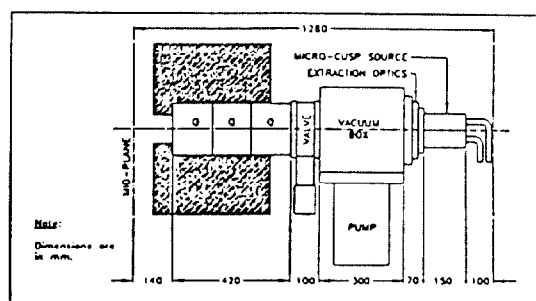 1280
MICRO-CUSP SOURCE
EXTRACTION OPTICS
Q Q Q
VALVE
VACUUM
BOX
MID-PLANE
PUMP
Note:
Dimensions are
in mm.
140 420 100 300 70 150 100